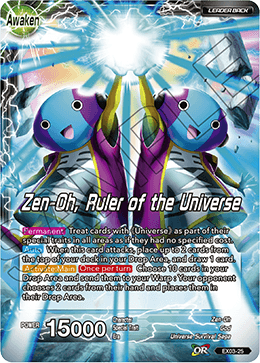 LEADER BACK
Awaken
Zen-Oh, Ruler of the Universe
Permanent Treat cards with (Universe) as part of their
special traits in all areas as if they had no specified cost.
Auto When this card attacks, place up to 2 cards from
the top of your deck in your Drop Area, and draw 1 card.
Activate:Main Once per turn Choose 10 cards in your
Drop Area and send them to your Warp : Your opponent
chooses 2 cards from their hand and places them in
their Drop Area.
POWER 15000
Character Zen-Oh
Special Trait God
Era Universe Survival Saga
EX03-25